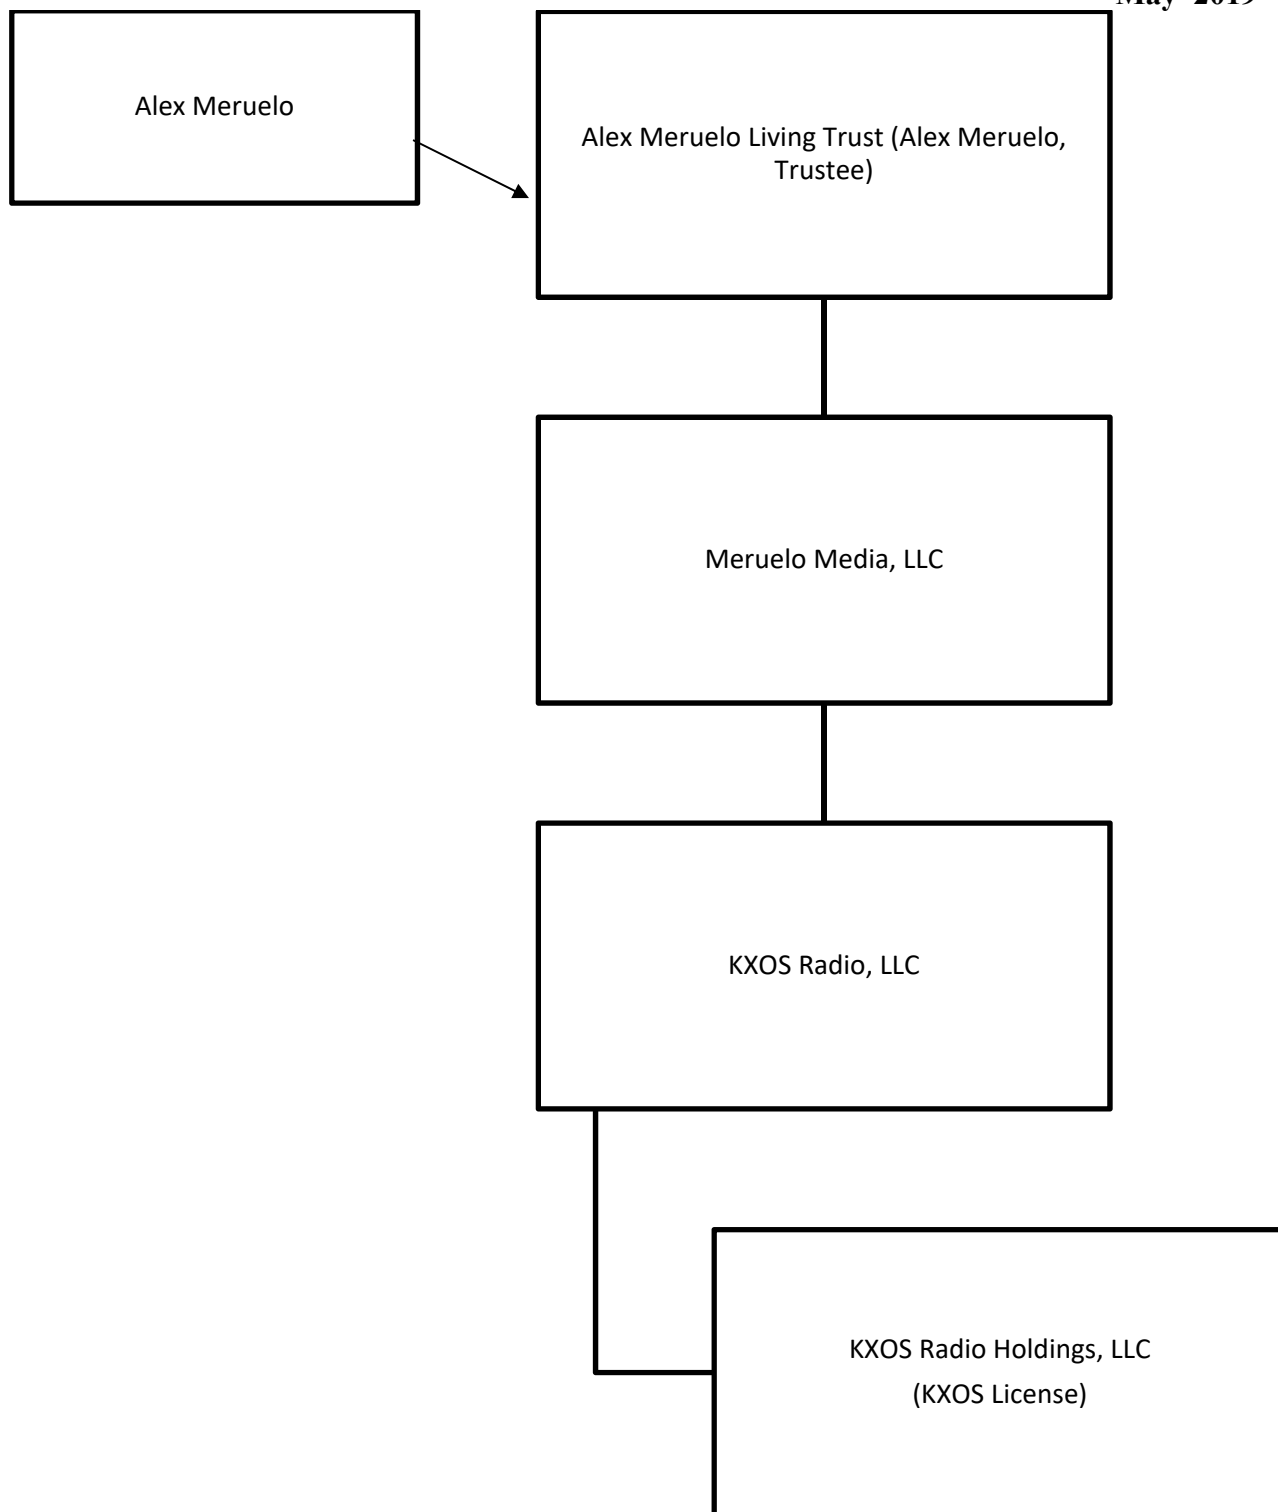 May 2019
Alex Meruelo
Alex Meruelo Living Trust (Alex Meruelo,
Trustee)
Meruelo Media, LLC
KXOS Radio, LLC
KXOS Radio Holdings, LLC
(KXOS License)